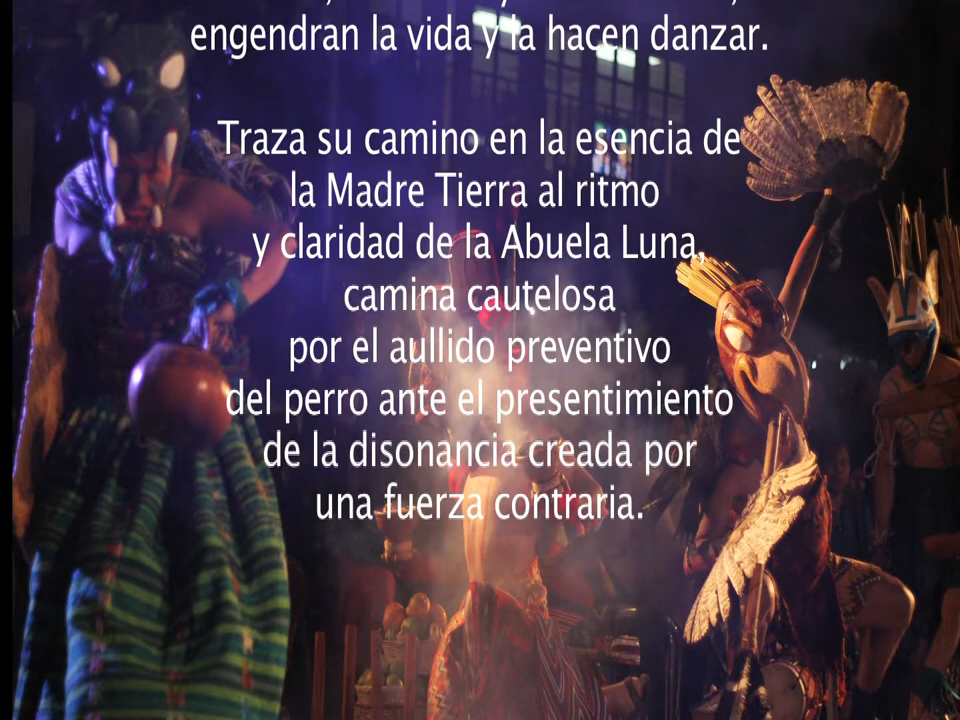 engendran la vida y la hacen danzar.
Traza su camino en la esencia de
la Madre Tierra al ritmo
y claridad de la Abuela Luna,
camina cautelosa
por el aullido preventivo
del perro ante el presentimiento
de la disonancia creada por
una fuerza contraria.